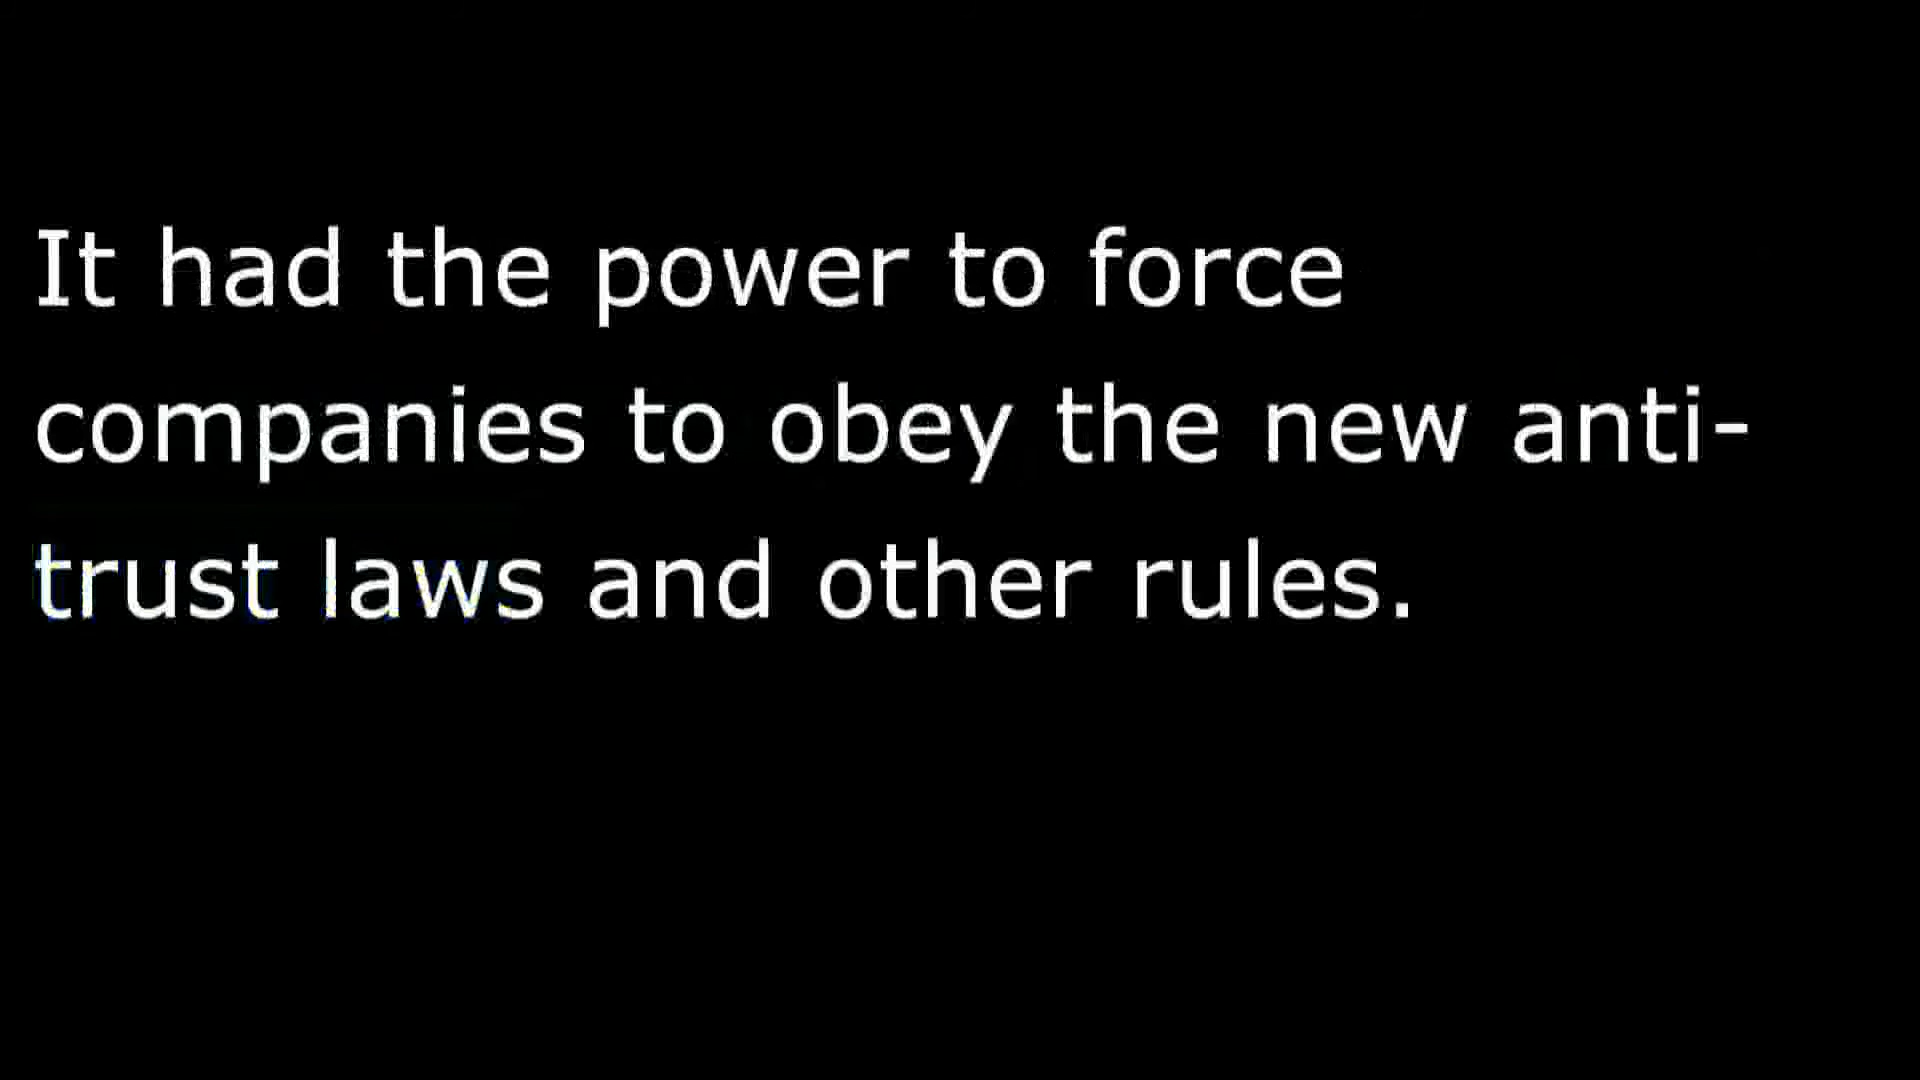 It had the power to force
companies to obey the new anti-
trust laws and other rules.